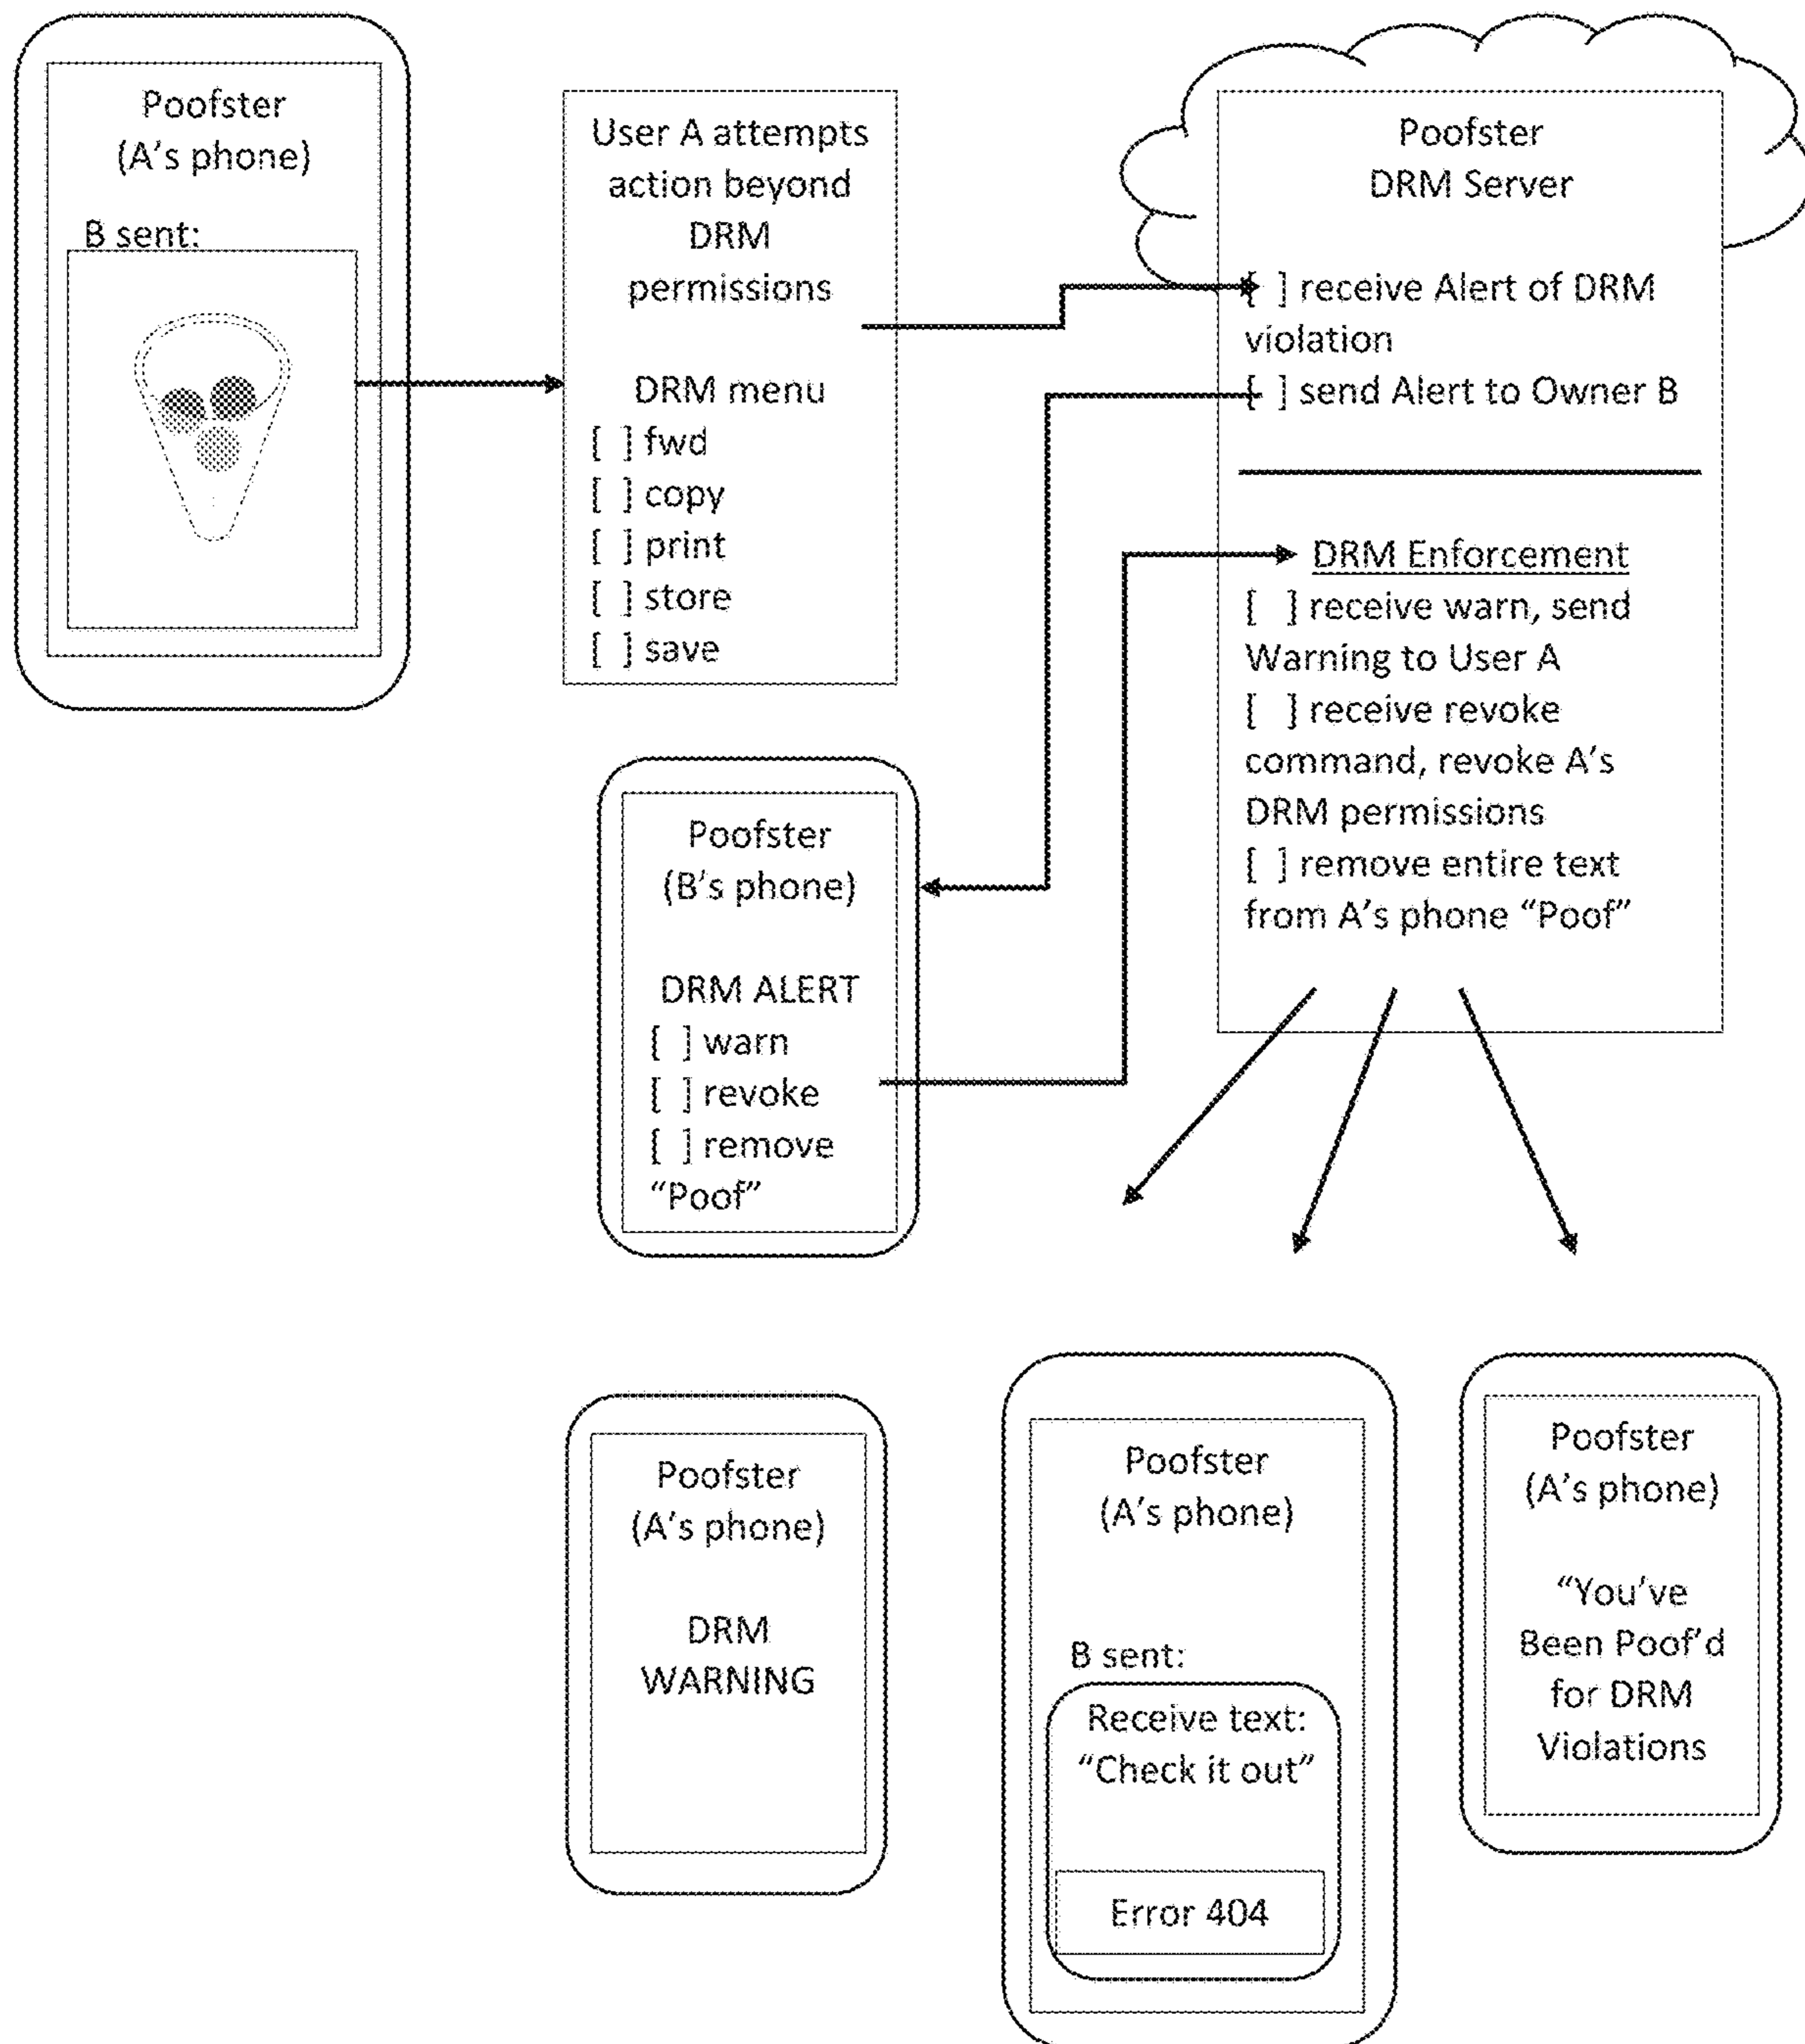 Poofster
(A's phone)
B sent:
User A attempts
action beyond
DRM
permissions
DRM menu
[ ] fwd
[ ] copy
[ ] print
[ ] store
[ ] save
Poofster
DRM Server
[ ] receive Alert of DRM
violation
[ ] send Alert to Owner B
DRM Enforcement
[ ] receive warn, send
Warning to User A
[ ] receive revoke
command, revoke A's
DRM permissions
[ ] remove entire text
from A's phone “Poof”
Poofster
(B's phone)
DRM ALERT
[ ] warn
[ ] revoke
[ ] remove
“Poof”
Poofster
(A's phone)
DRM
WARNING
Poofster
(A's phone)
B sent:
Receive text:
“Check it out”
Error 404
Poofster
(A's phone)
“You've
Been Poof'd
for DRM
Violations